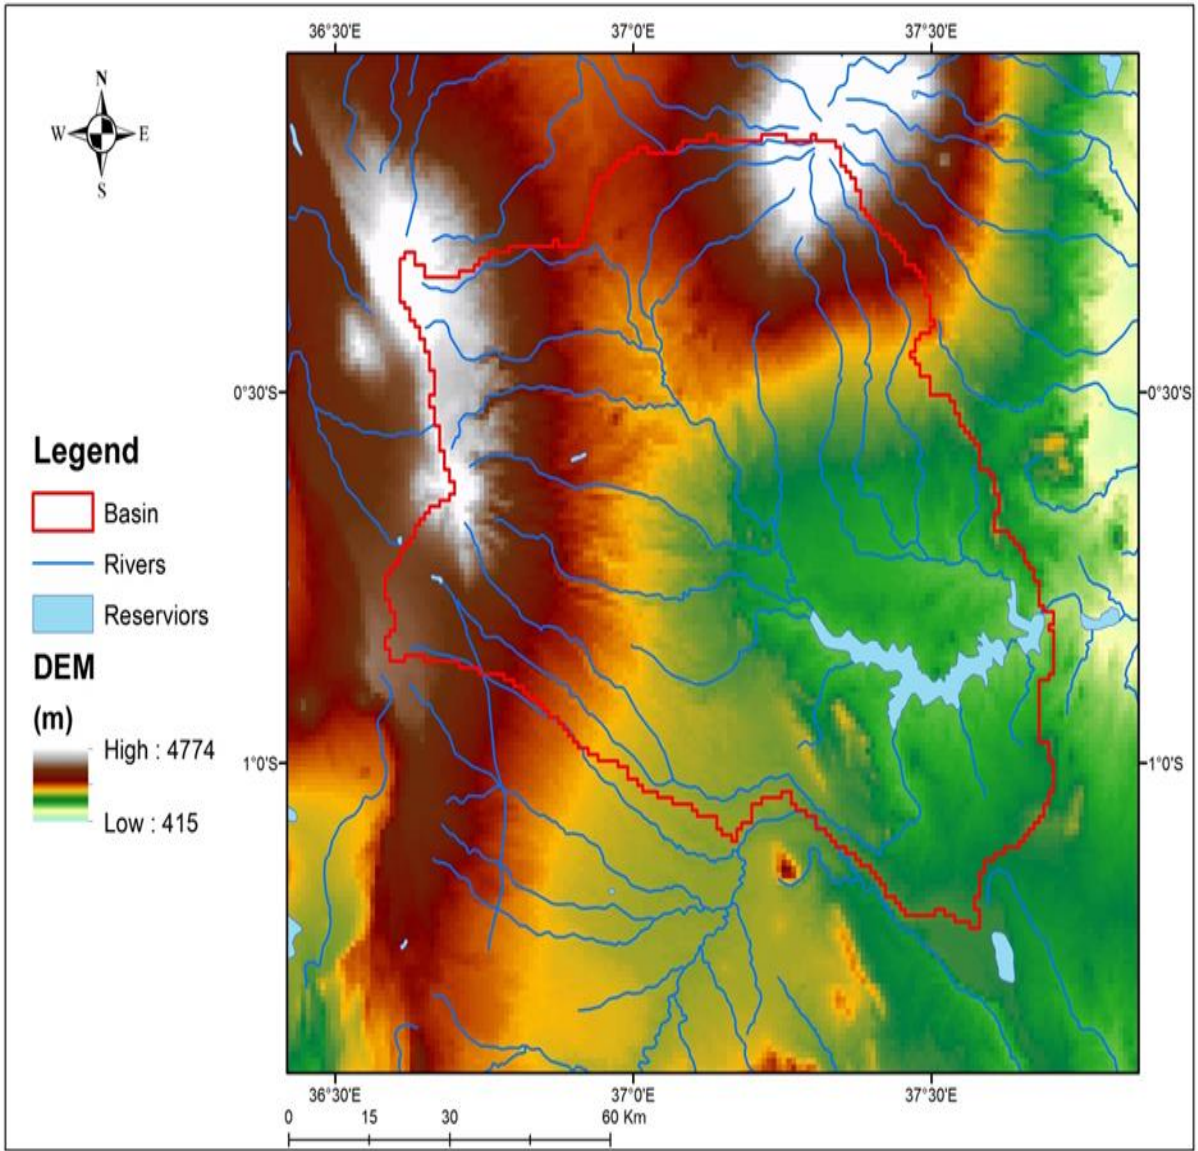 36°30'E 37°0'E 37°30'E
N
W E
S
0°30'S 0°30'S
Legend
Basin
Rivers
Reserviors
DEM
(m)
High : 4774
Low : 415
1°0'S 1°0'S
36°30'E 37°0'E 37°30'E
0 15 30 60 Km